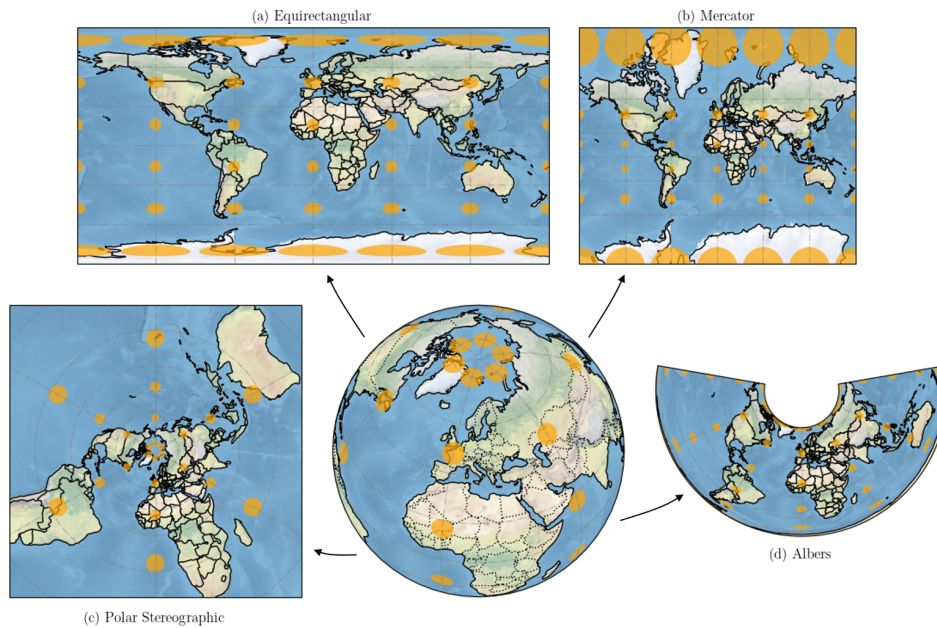 (a) Equirectangular
(b) Mercator
(d) Albers
(c) Polar Stereographic